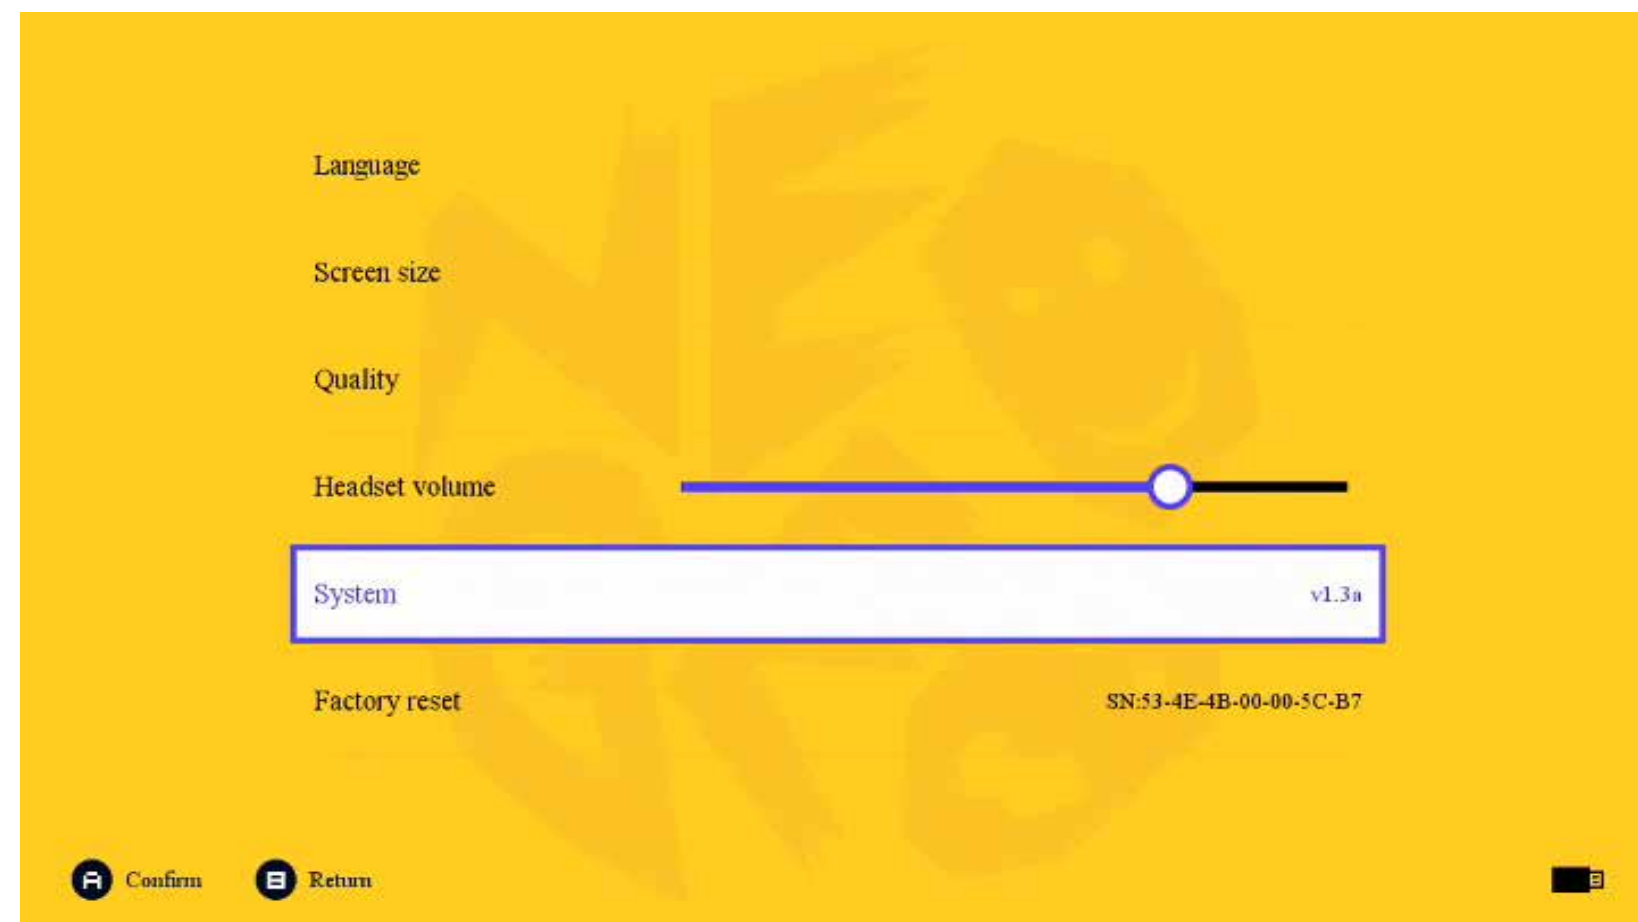 Language
Screen size
Quality
Headset volume
System v1.3a
Factory reset SN:53-4E-4B-00-00-5C-B7
A Confirm B Return